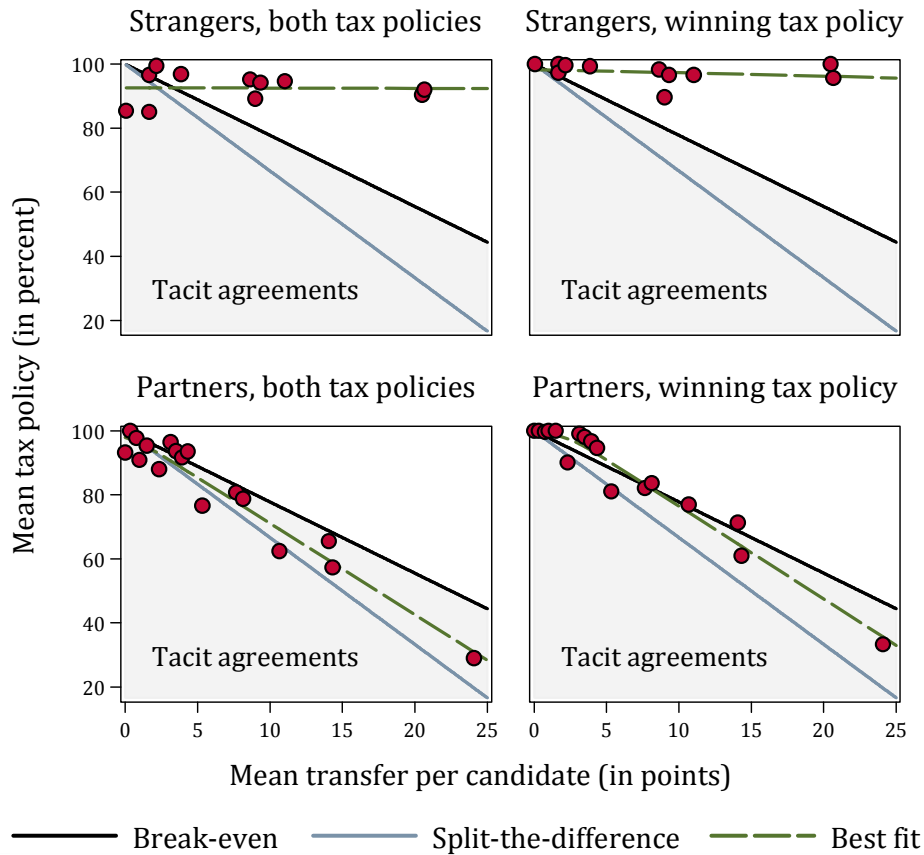 Strangers, both tax policies
Strangers, winning tax policy
Mean tax policy (in percent)
100
80
60
40
20
Tacit agreements
Tacit agreements
Partners, both tax policies
Partners, winning tax policy
100
80
60
40
20
Tacit agreements
Tacit agreements
0 5 10 15 20 25
0 5 10 15 20 25
Mean transfer per candidate (in points)
Break-even
Split-the-difference
Best fit